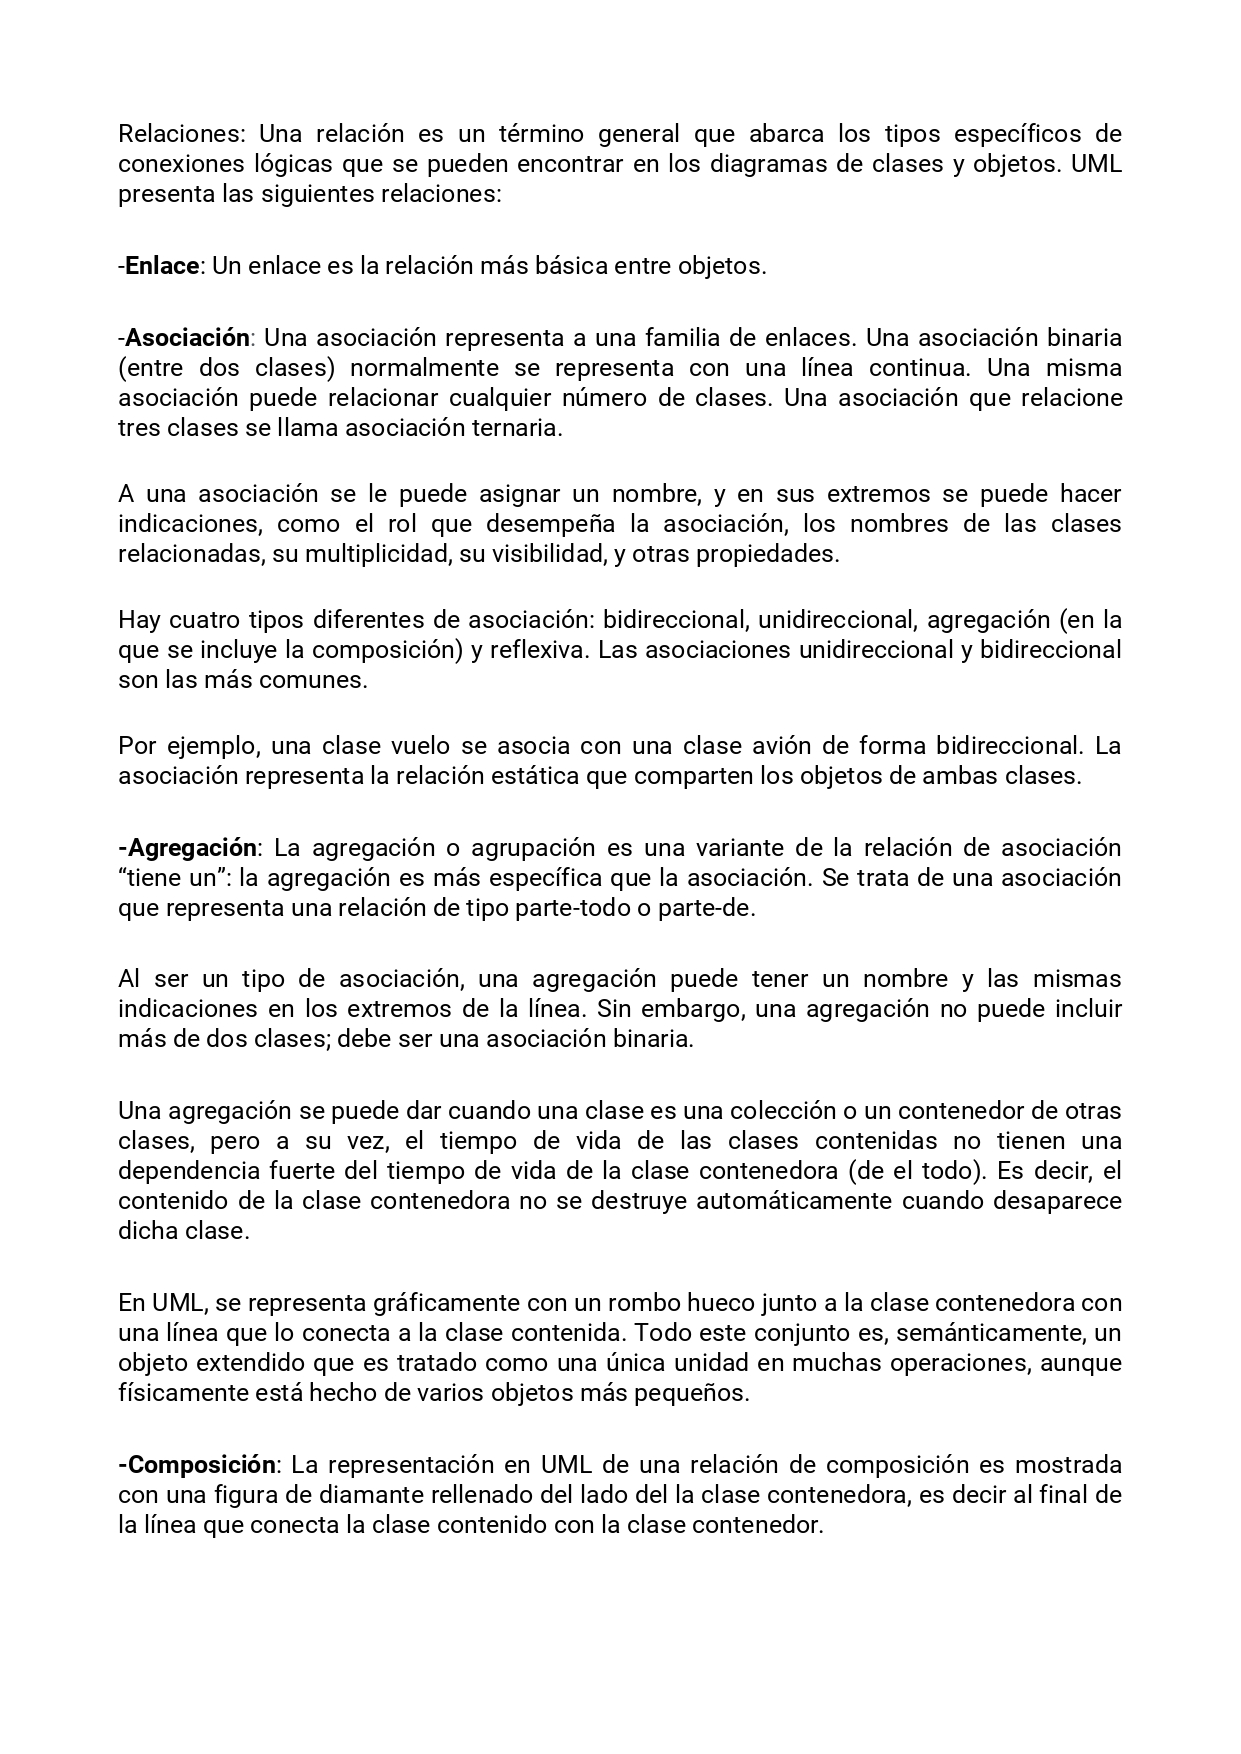 Relaciones: Una relación es un término general que abarca los tipos específicos de
conexiones lógicas que se pueden encontrar en los diagramas de clases y objetos. UML
presenta las siguientes relaciones:
-Enlace: Un enlace es la relación más básica entre objetos.
-Asociación: Una asociación representa a una familia de enlaces. Una asociación binaria
(entre dos clases) normalmente se representa con una línea continua. Una misma
asociación puede relacionar cualquier número de clases. Una asociación que relacione
tres clases se llama asociación ternaria.
A una asociación se le puede asignar un nombre, y en sus extremos se puede hacer
indicaciones, como el rol que desempeña la asociación, los nombres de las clases
relacionadas, su multiplicidad, su visibilidad, y otras propiedades.
Hay cuatro tipos diferentes de asociación: bidireccional, unidireccional, agregación (en la
que se incluye la composición) y reflexiva. Las asociaciones unidireccional y bidireccional
son las más comunes.
Por ejemplo, una clase vuelo se asocia con una clase avión de forma bidireccional. La
asociación representa la relación estática que comparten los objetos de ambas clases.
-Agregación: La agregación o agrupación es una variante de la relación de asociación
“tiene un”: la agregación es más específica que la asociación. Se trata de una asociación
que representa una relación de tipo parte-todo o parte-de.
Al ser un tipo de asociación, una agregación puede tener un nombre y las mismas
indicaciones en los extremos de la línea. Sin embargo, una agregación no puede incluir
más de dos clases; debe ser una asociación binaria.
Una agregación se puede dar cuando una clase es una colección o un contenedor de otras
clases, pero a su vez, el tiempo de vida de las clases contenidas no tienen una
dependencia fuerte del tiempo de vida de la clase contenedora (de el todo). Es decir, el
contenido de la clase contenedora no se destruye automáticamente cuando desaparece
dicha clase.
En UML, se representa gráficamente con un rombo hueco junto a la clase contenedora con
una línea que lo conecta a la clase contenida. Todo este conjunto es, semánticamente, un
objeto extendido que es tratado como una única unidad en muchas operaciones, aunque
físicamente está hecho de varios objetos más pequeños.
-Composición: La representación en UML de una relación de composición es mostrada
con una figura de diamante rellenado del lado del la clase contenedora, es decir al final de
la línea que conecta la clase contenido con la clase contenedor.